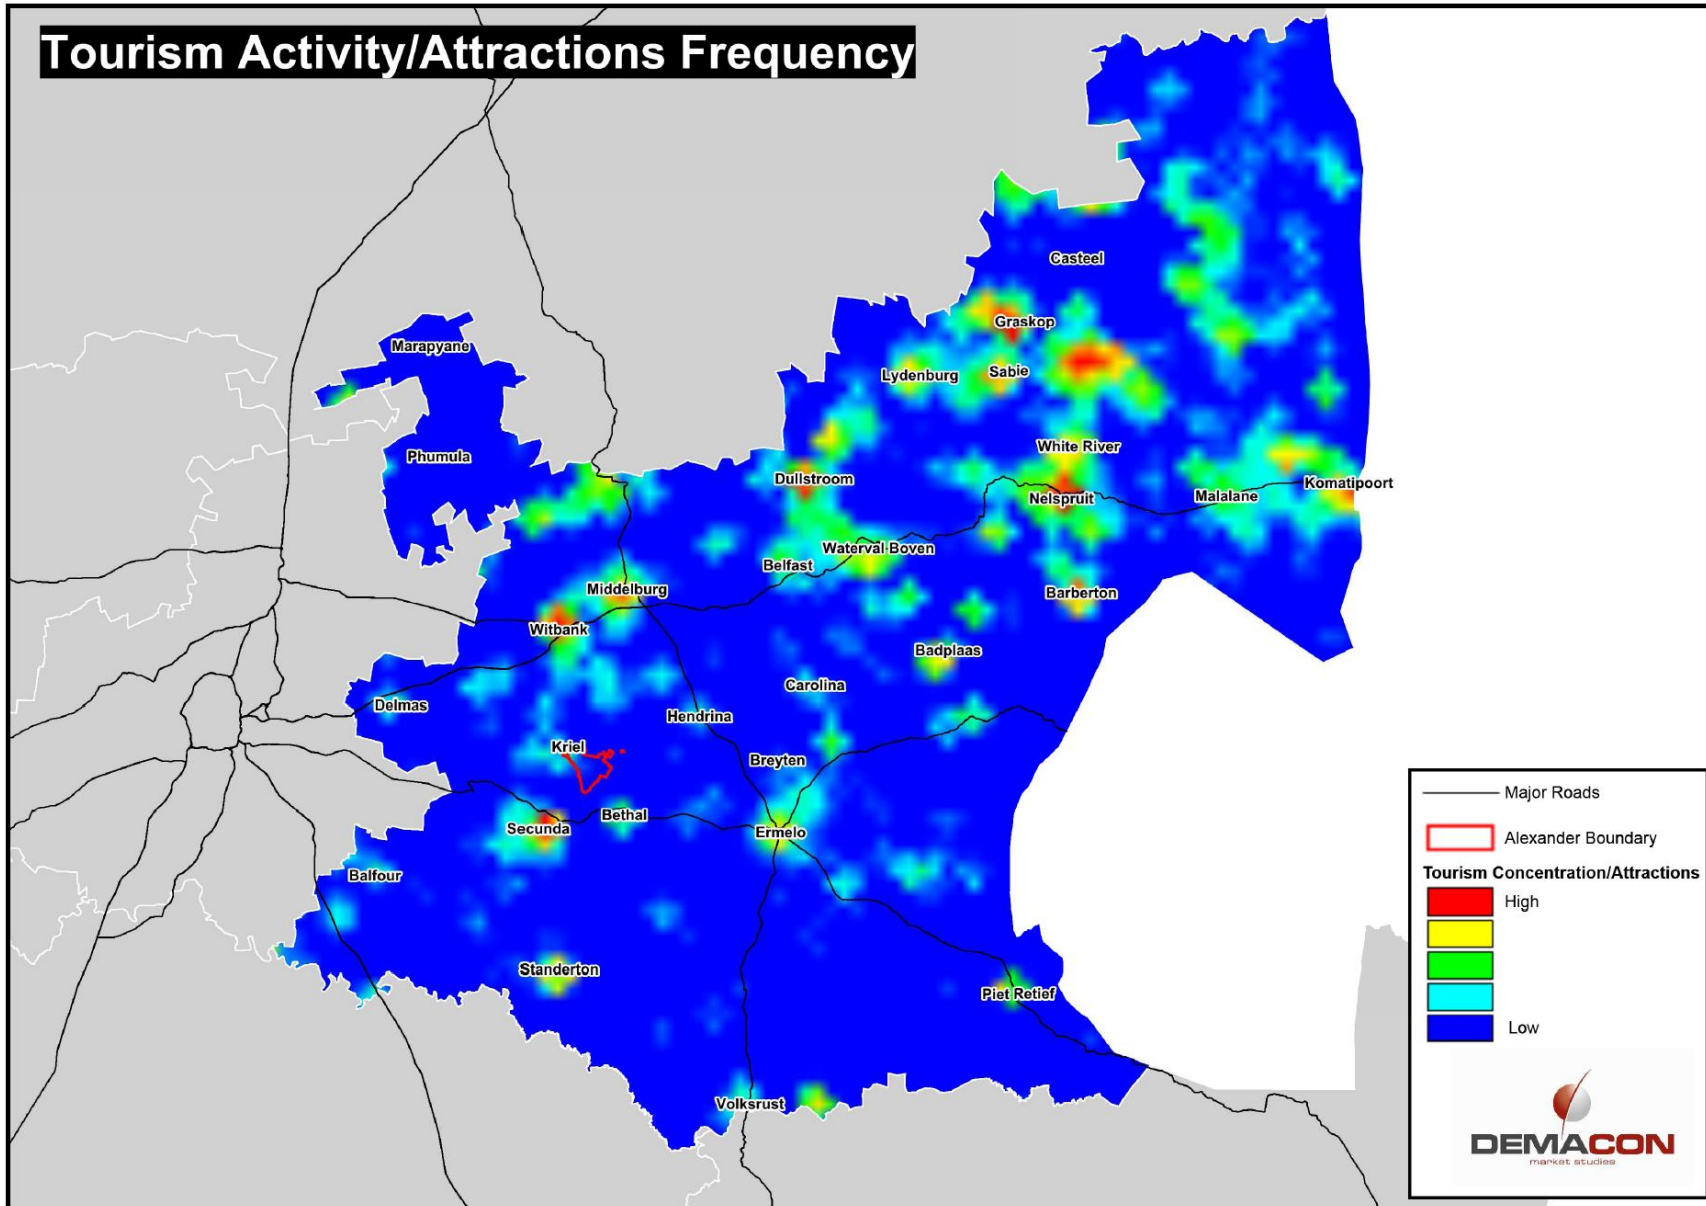 Tourism Activity/Attractions Frequency
Casteel
Graskop
Marapyane
Lydenburg
Sabie
White River
Phumula
Dullstroom
Komatipoort
Nelspruit
Malalane
Waterval Boven
Belfast
Middelburg
Barberton
Witbank
Badplaas
Carolina
Delmas
Hendrina
Kriel
Breyten
Bethal
Secunda
Ermelo
Balfour
Standerton
Piet Retief
Volksrust
Major Roads
Alexander Boundary
Tourism Concentration/Attractions
High
Low
DEMACON
market studies